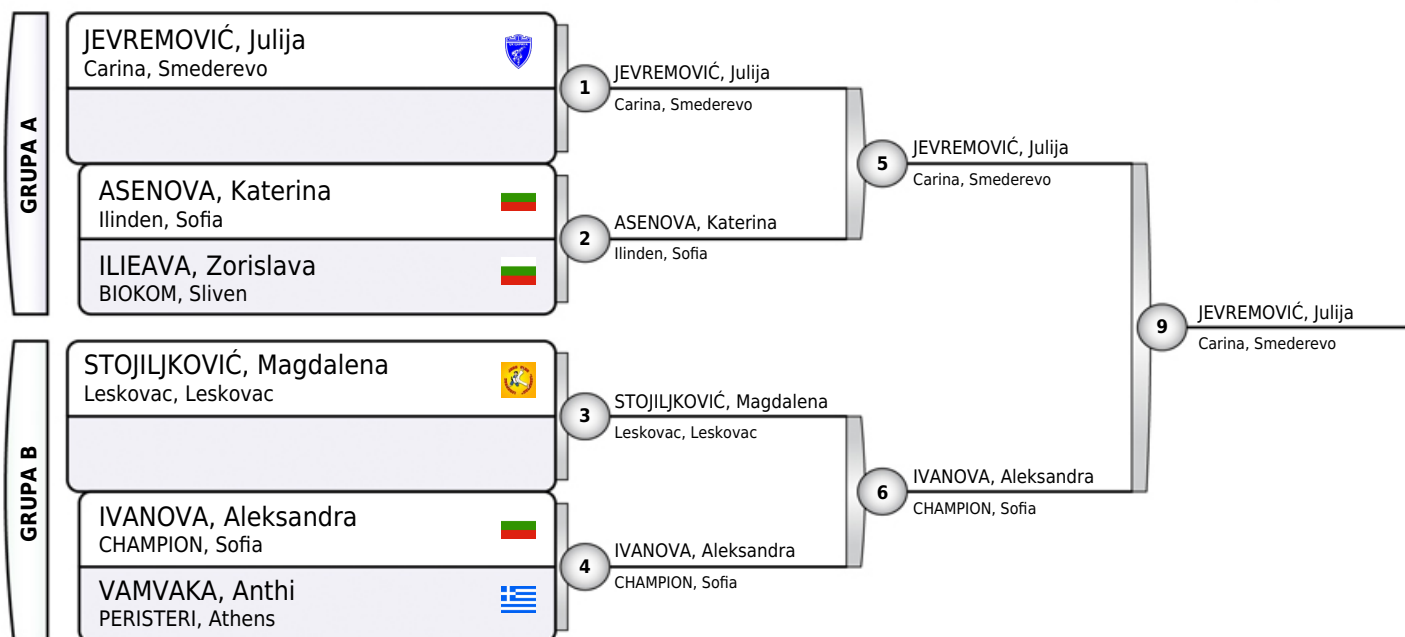 GRUPA A
JEVREMOVIĆ, Julija
Carina, Smederevo
ASENOVA, Katerina
Ilinden, Sofia
ILIEAVA, Zorislava
BIOKOM, Sliven
1
JEVREMOVIĆ, Julija
Carina, Smederevo
2
ASENOVA, Katerina
Ilinden, Sofia
5
JEVREMOVIĆ, Julija
Carina, Smederevo
GRUPA B
STOJILJKOVIĆ, Magdalena
Leskovac, Leskovac
IVANOVA, Aleksandra
CHAMPION, Sofia
VAMVAKA, Anthi
PERISTERI, Athens
3
STOJILJKOVIĆ, Magdalena
Leskovac, Leskovac
4
IVANOVA, Aleksandra
CHAMPION, Sofia
6
IVANOVA, Aleksandra
CHAMPION, Sofia
9
JEVREMOVIĆ, Julija
Carina, Smederevo